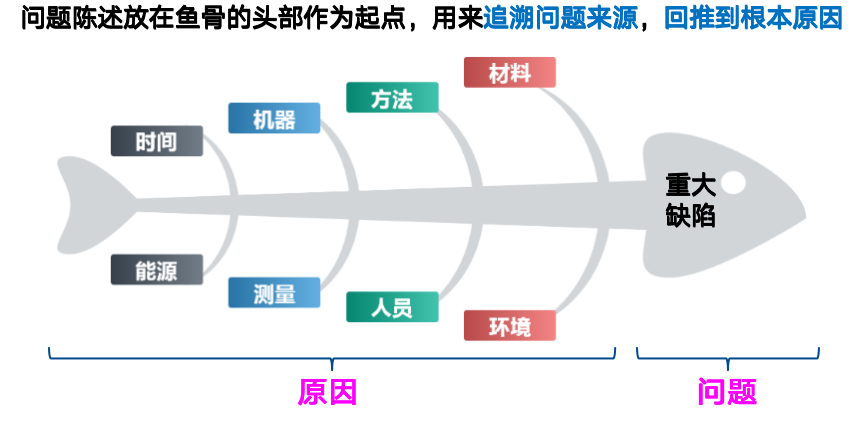 问题陈述放在鱼骨的头部作为起点，用来追溯问题来源，回推到根本原因
材料
方法
机器
时间
重大
缺陷
能源
测量
人员
环境
原因
问题